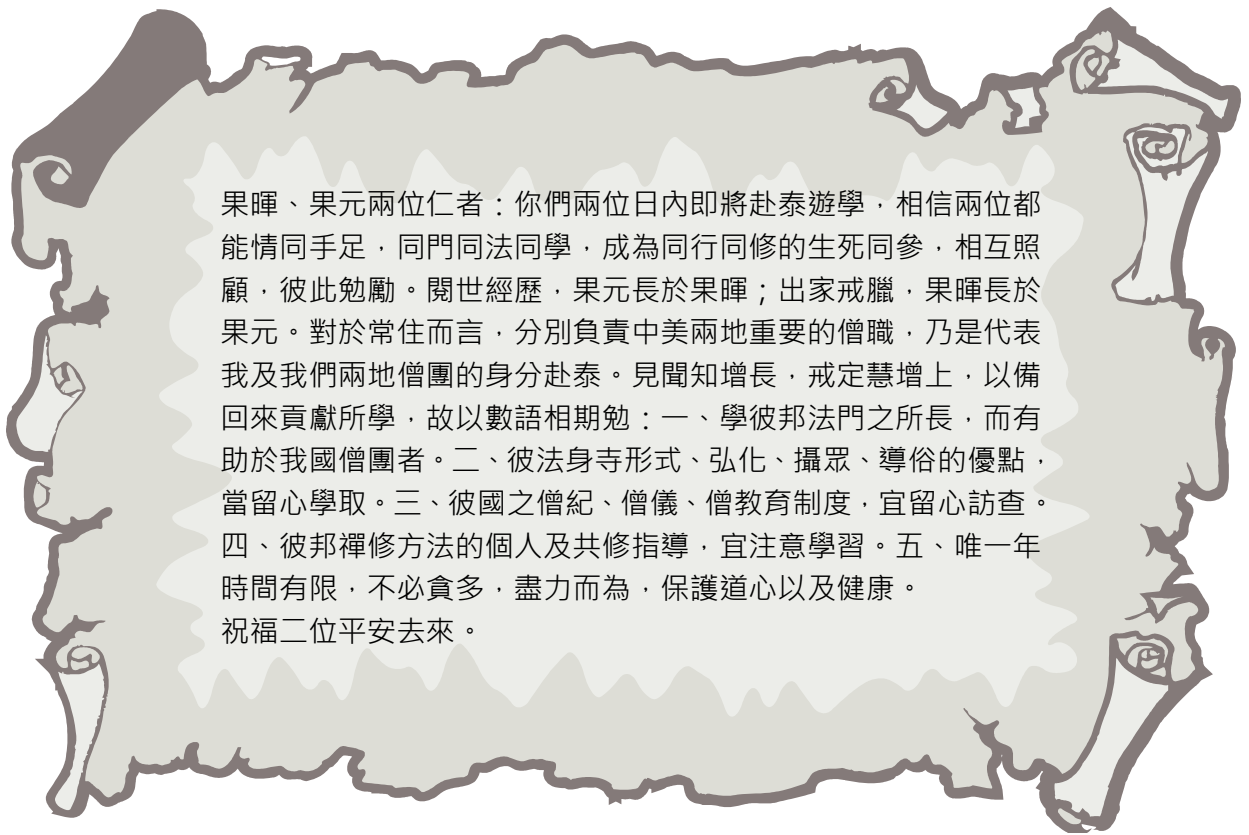 果暉、果元兩位仁者：你們兩位日內即將赴泰遊學，相信兩位都
能情同手足，同門同法同學，成為同行同修的生死同參，相互照
顧，彼此勉勵。閱世經歷，果元長於果暉；出家戒臘，果暉長於
果元。對於常住而言，分別負責中美兩地重要的僧職，乃是代表
我及我們兩地僧團的身分赴泰。見聞知增長，戒定慧增上，以備
回來貢獻所學，故以數語相期勉：一、學彼邦法門之所長，而有
助於我國僧團者。二、彼法身寺形式、弘化、攝眾、導俗的優點，
當留心學取。三、彼國之僧紀、僧儀、僧教育制度，宜留心訪查。
四、彼邦禪修方法的個人及共修指導，宜注意學習。五、唯一年
時間有限，不必貪多，盡力而為，保護道心以及健康。
祝福二位平安去來。